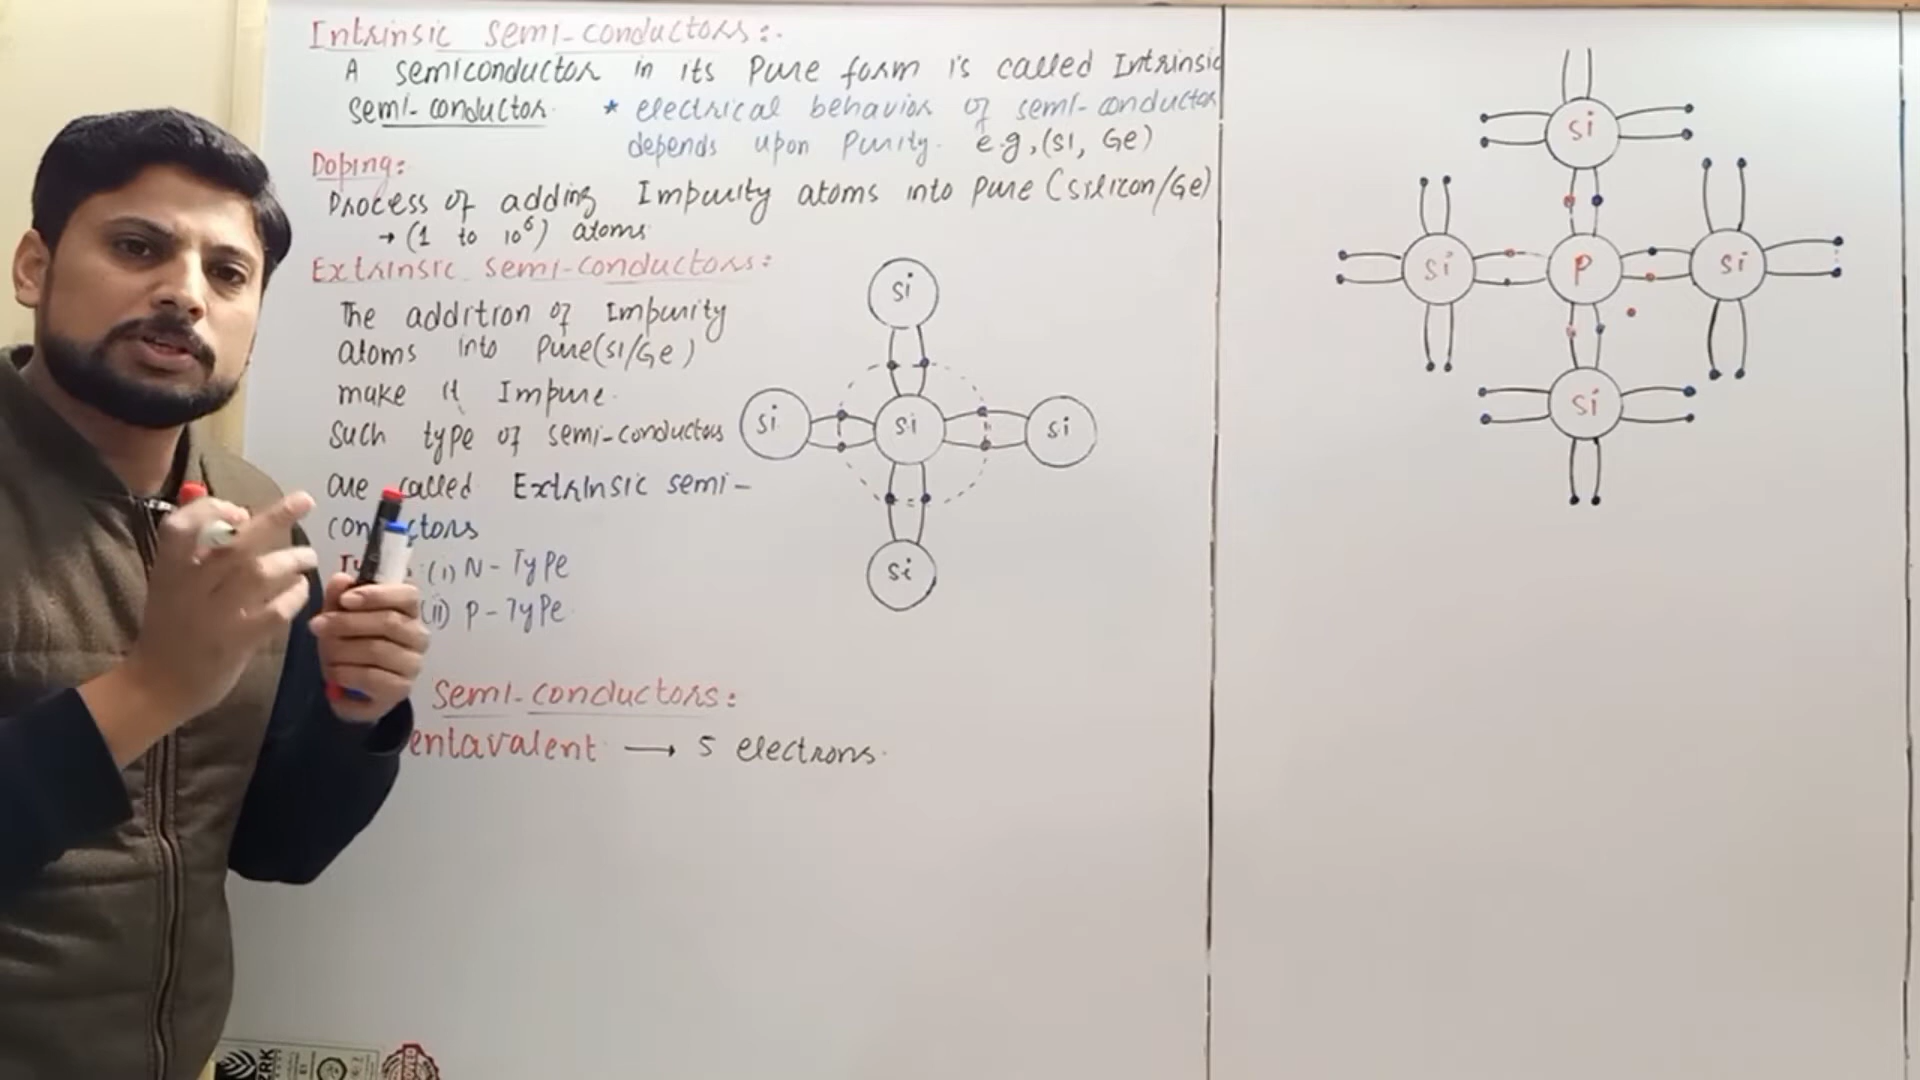 Intrinsic semi-conductors:.
A semiconductor in its Pure form is called Intrinsic
semi-conductor. * electrical behavior of semi-conductor
depends upon Purity. e.g, (Si, Ge)
Doping:
Process of adding Impurity atoms into Pure (Silicon/Ge)
→ (1 to 10⁶) atoms
Extrinsic semi-conductors:
The addition of Impurity
atoms into Pure(Si/Ge)
make it Impure.
Such type of semi-conductors
are called Extrinsic semi-
conductors
(i) N-Type
(ii) P-Type
semi-conductors:
entavalent → 5 electrons.
Si
Si Si Si
Si
Si
Si P Si
Si